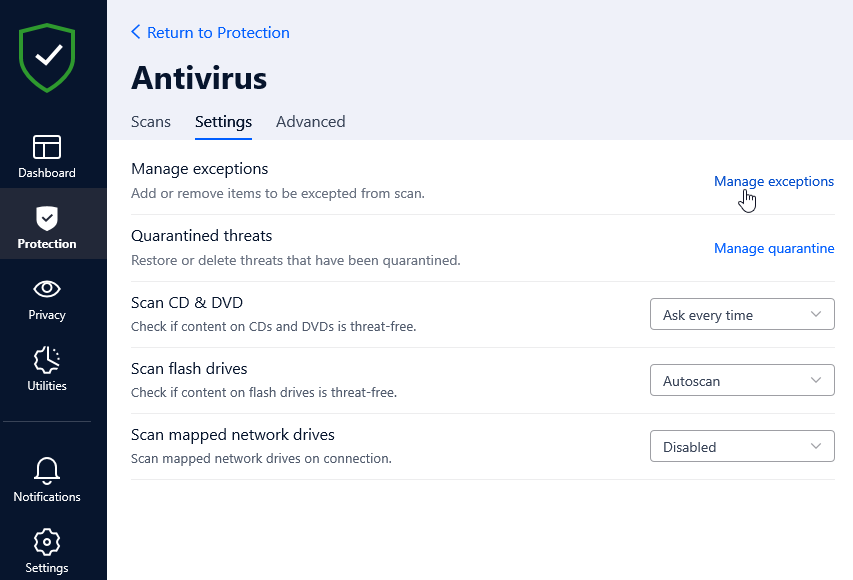 Return to Protection
Antivirus
Scans Settings Advanced
Dashboard
Protection
Privacy
Utilities
Notifications
Settings
Manage exceptions
Add or remove items to be excepted from scan.
Manage exceptions
Quarantined threats
Restore or delete threats that have been quarantined.
Manage quarantine
Scan CD & DVD
Check if content on CDs and DVDs is threat-free.
Ask every time
Scan flash drives
Check if content on flash drives is threat-free.
Autoscan
Scan mapped network drives
Scan mapped network drives on connection.
Disabled